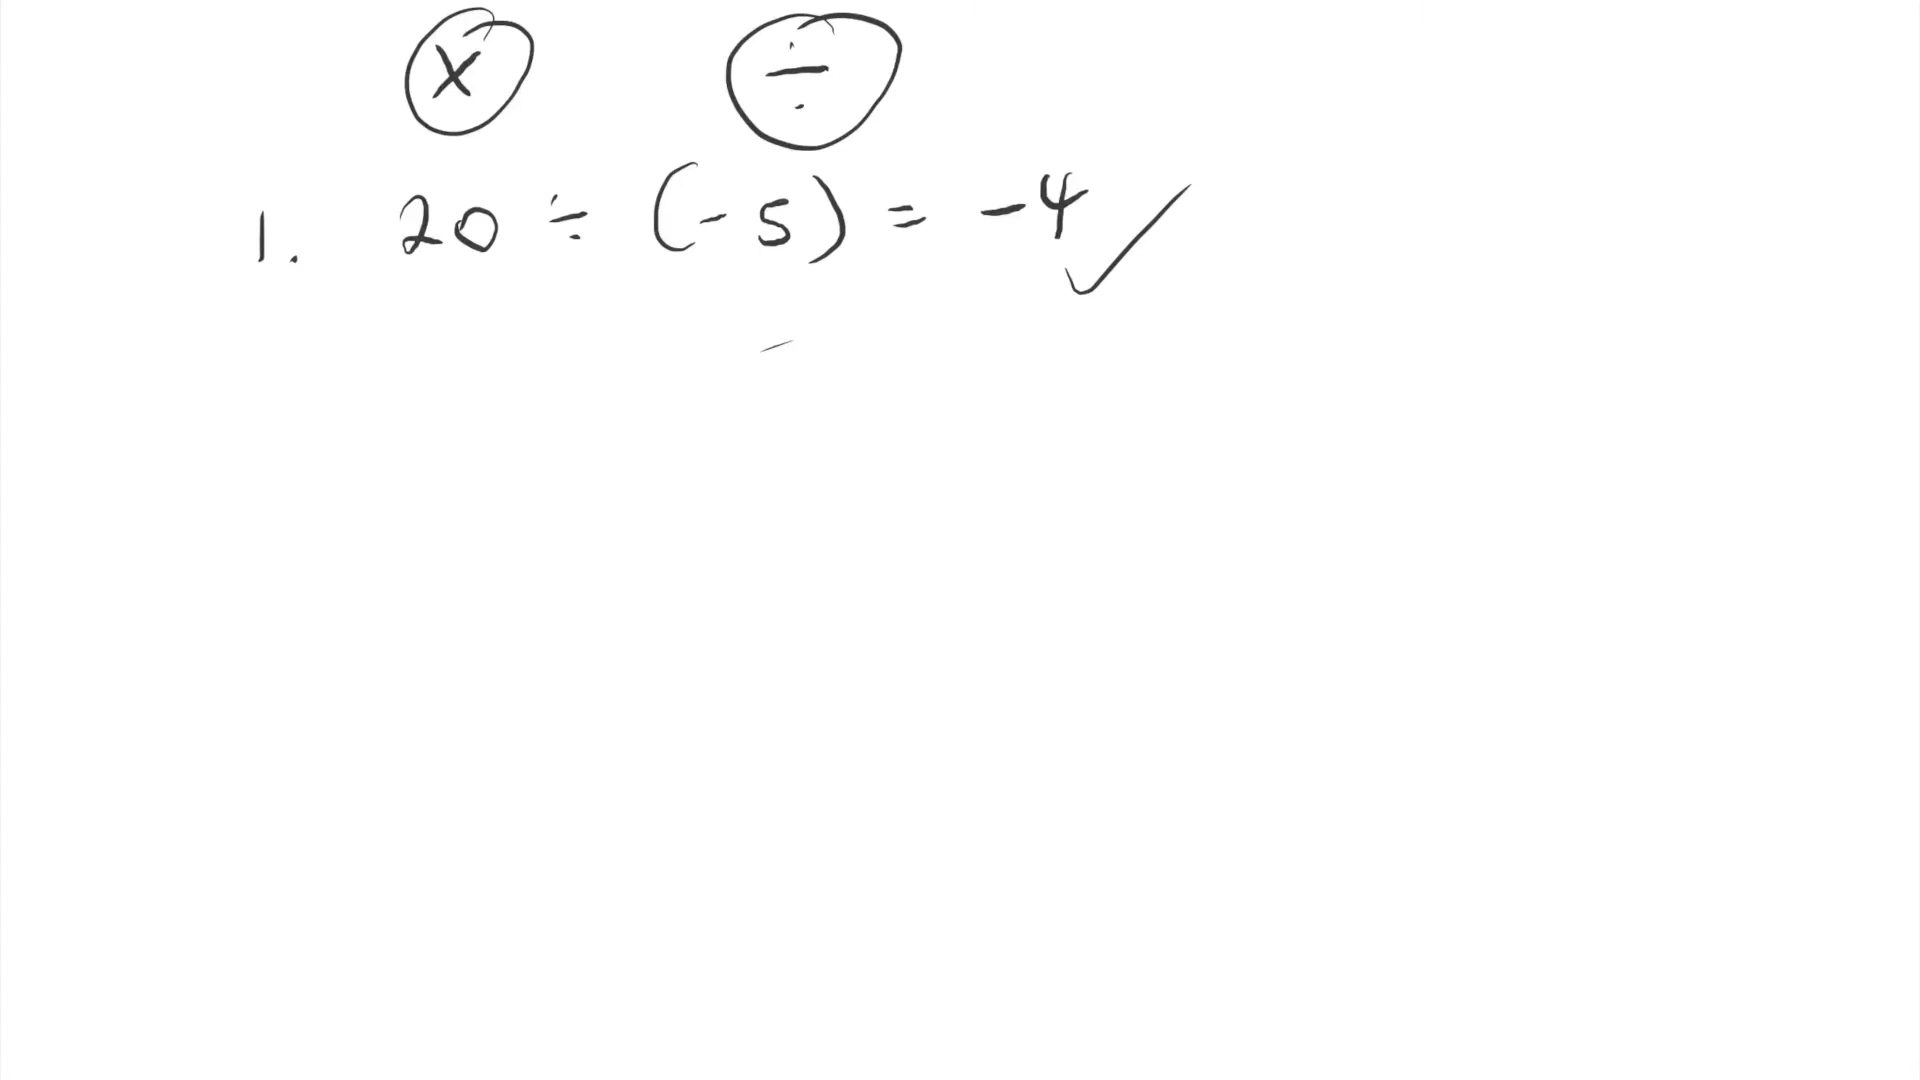 × ÷
1. 20 ÷ (-5) = -4 ✓